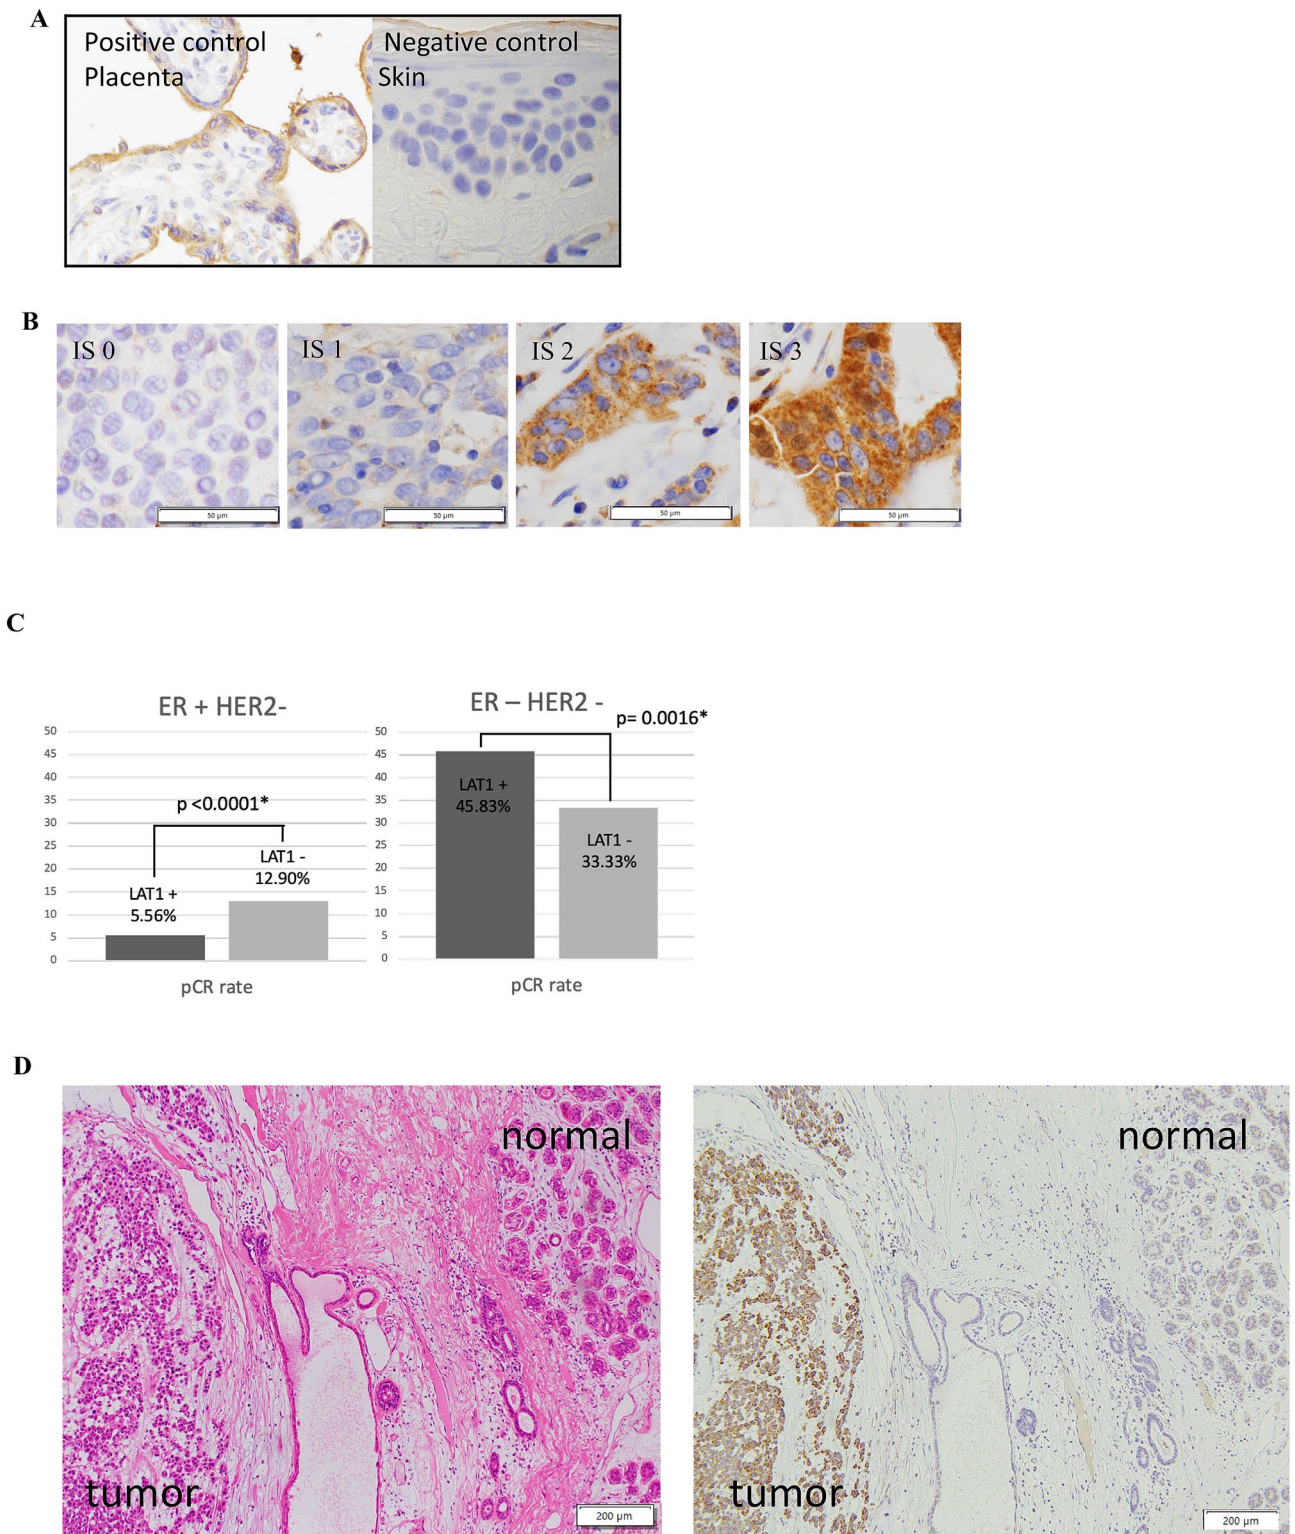 A
Positive control
Placenta
Negative control
Skin
B
IS 0
IS 1
IS 2
IS 3
50 µm
50 µm
50 µm
50 µm
C
ER + HER2-
50
45
40
35
30
25
20
15
10
5
0
p <0.0001*
LAT1 +
5.56%
LAT1 -
12.90%
pCR rate
ER – HER2 -
p= 0.0016*
50
45
40
35
30
25
20
15
10
5
0
LAT1 +
45.83%
LAT1 -
33.33%
pCR rate
D
normal
tumor
200 µm
normal
tumor
200 µm